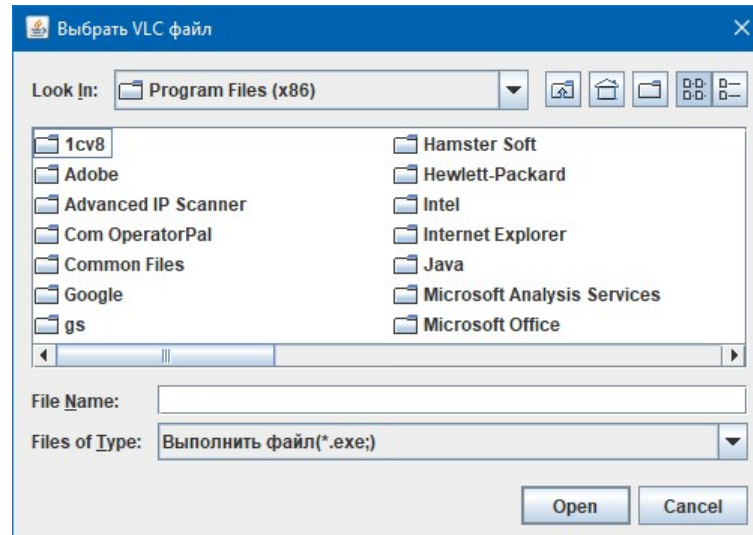 Выбрать VLC файл
Look In: Program Files (x86)
1cv8
Adobe
Advanced IP Scanner
Com OperatorPal
Common Files
Google
gs
Hamster Soft
Hewlett-Packard
Intel
Internet Explorer
Java
Microsoft Analysis Services
Microsoft Office
File Name:
Files of Type: Выполнить файл(*.exe;)
Open Cancel